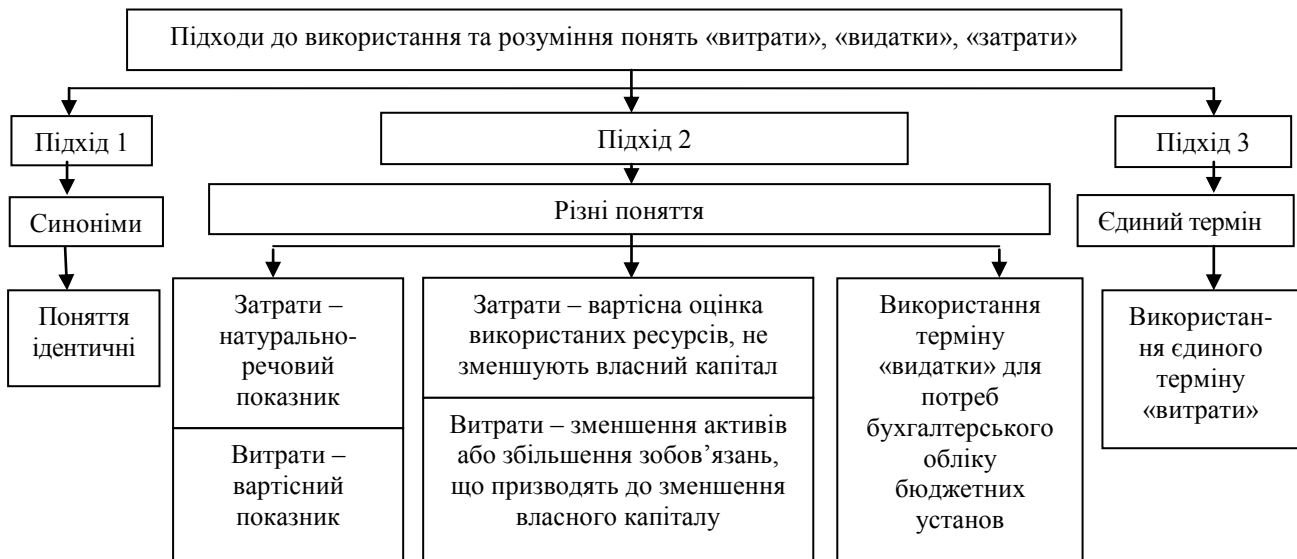 Підходи до використання та розуміння понять «витрати», «видатки», «затрати»
Підхід 1
Підхід 2
Підхід 3
Синоніми
Різні поняття
Єдиний термін
Поняття
ідентичні
Затрати –
натурально-
речовий
показник
Витрати –
вартісний
показник
Затрати – вартісна оцінка
використаних ресурсів, не
зменшують власний капітал
Витрати – зменшення активів
або збільшення зобов’язань,
що призводять до зменшення
власного капіталу
Використання
терміну
«видатки» для
потреб
бухгалтерського
обліку
бюджетних
установ
Використан-
ня єдиного
терміну
«витрати»